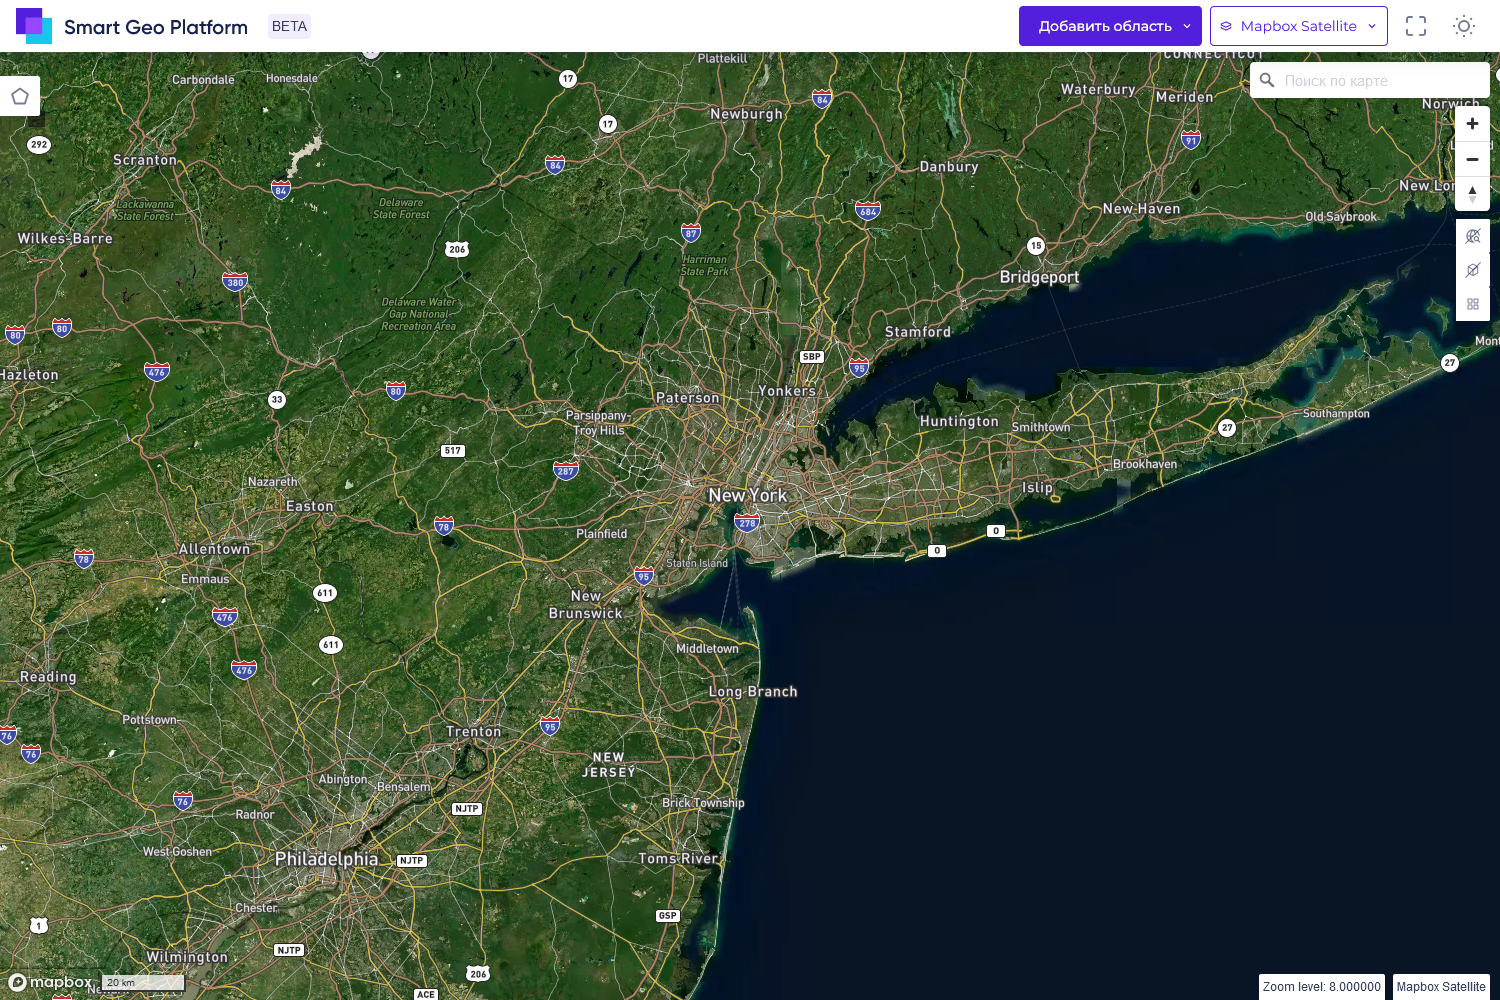 Smart Geo Platform
BETA
Добавить область
Mapbox Satellite
Поиск по карте
CONNECTICUT
Plattekill
Carbondale
Honesdale
17
84
Waterbury
Meriden
Norwich
Newburgh
17
292
91
Scranton
84
Danbury
84
New Lon
Lackawanna
State Forest
Delaware
State Forest
684
New Haven
Old Saybrook
Wilkes-Barre
87
15
206
Harriman
State Park
Bridgeport
380
Delaware Water
Gap National
Recreation Area
80
80
Stamford
Mont
SBP
27
Hazleton
476
95
80
Yonkers
Paterson
33
Parsippany-
Troy Hills
Huntington
Smithtown
Southampton
27
517
287
Brookhaven
Nazareth
Islip
New York
Easton
278
78
Plainfield
0
0
Allentown
78
Staten Island
Emmaus
95
611
New
Brunswick
476
611
Middletown
476
Reading
Long Branch
Pottstown
95
76
Trenton
76
NEW
JERSEY
Abington
Bensalem
76
NJTP
Brick Township
Radnor
West Goshen
Philadelphia
NJTP
Toms River
Chester
GSP
1
NJTP
Wilmington
206
mapbox
20 km
ACE
Zoom level: 8.000000
Mapbox Satellite